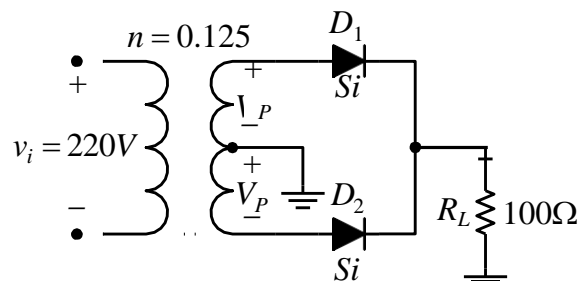 n = 0.125
D₁
+
+
Si
V_P
–
v_i = 220V
+
V_P
–
D₂
–
R_L
100Ω
Si